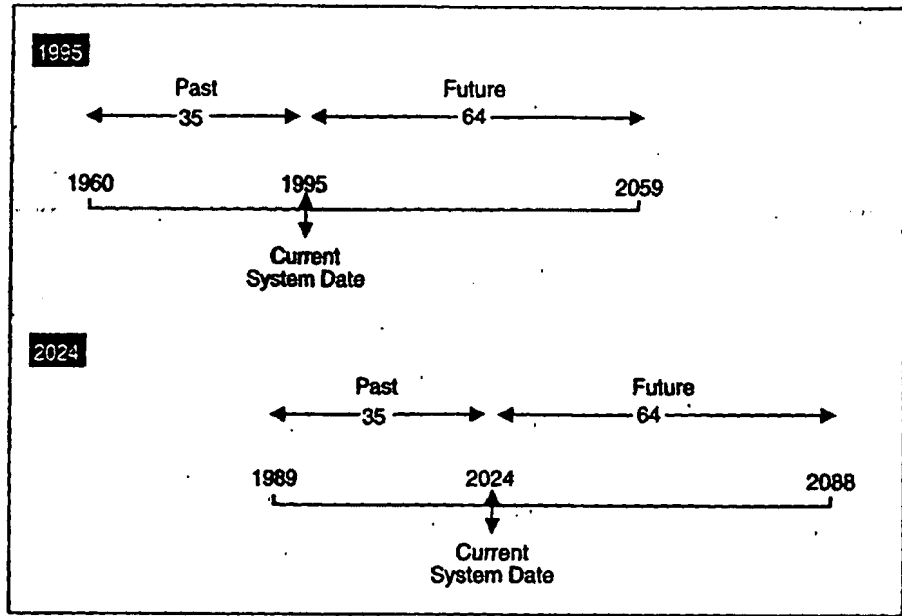 1995
Past Future
35 64
1960 1995 2059
Current
System Date
2024
Past Future
35 64
1989 2024 2088
Current
System Date